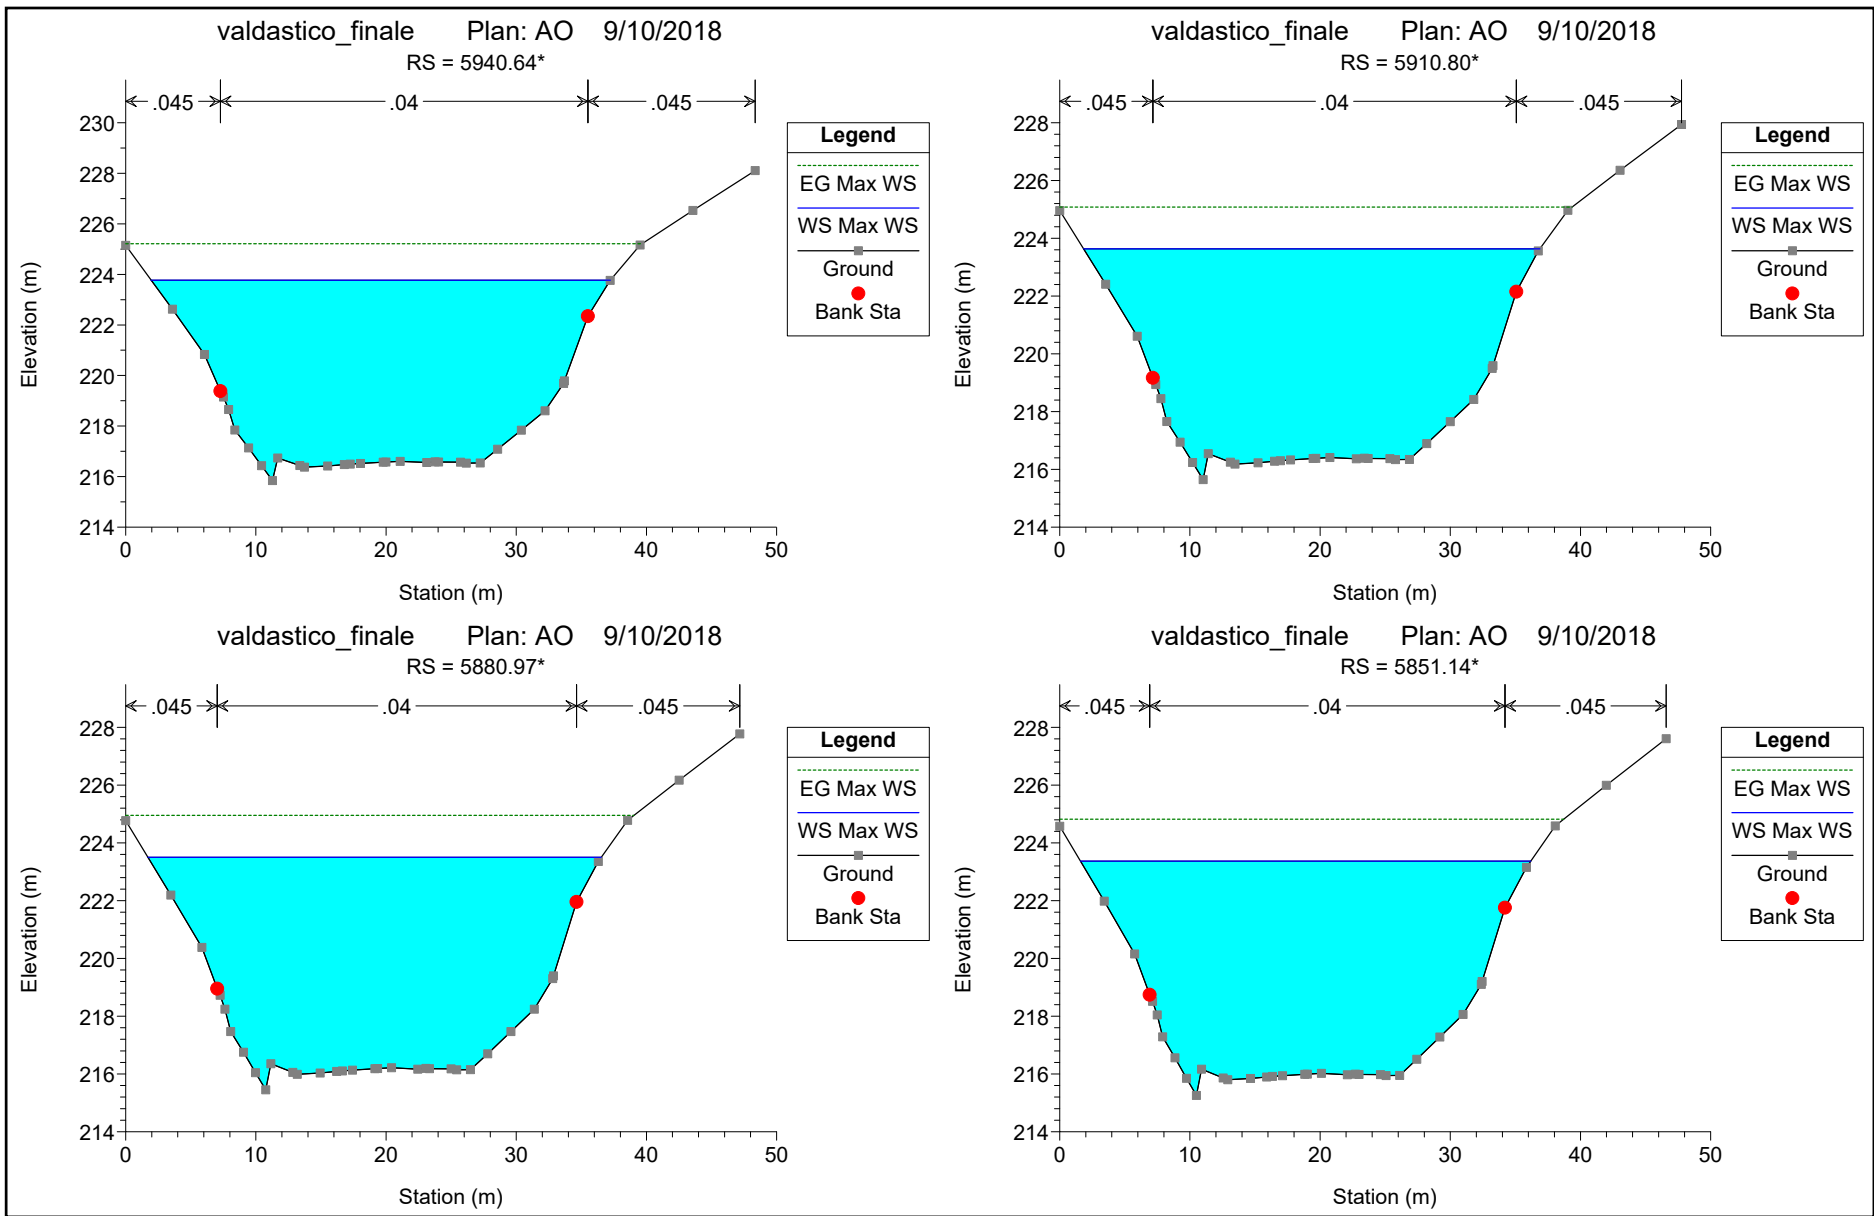 valdastico_finale Plan: AO 9/10/2018
RS = 5940.64*
.045 .04 .045
230
228
226
224
222
220
218
216
214
Elevation (m)
0 10 20 30 40 50
Station (m)
Legend
EG Max WS
WS Max WS
Ground
Bank Sta
valdastico_finale Plan: AO 9/10/2018
RS = 5910.80*
.045 .04 .045
228
226
224
222
220
218
216
214
Elevation (m)
0 10 20 30 40 50
Station (m)
Legend
EG Max WS
WS Max WS
Ground
Bank Sta
valdastico_finale Plan: AO 9/10/2018
RS = 5880.97*
.045 .04 .045
228
226
224
222
220
218
216
214
Elevation (m)
0 10 20 30 40 50
Station (m)
Legend
EG Max WS
WS Max WS
Ground
Bank Sta
valdastico_finale Plan: AO 9/10/2018
RS = 5851.14*
.045 .04 .045
228
226
224
222
220
218
216
214
Elevation (m)
0 10 20 30 40 50
Station (m)
Legend
EG Max WS
WS Max WS
Ground
Bank Sta